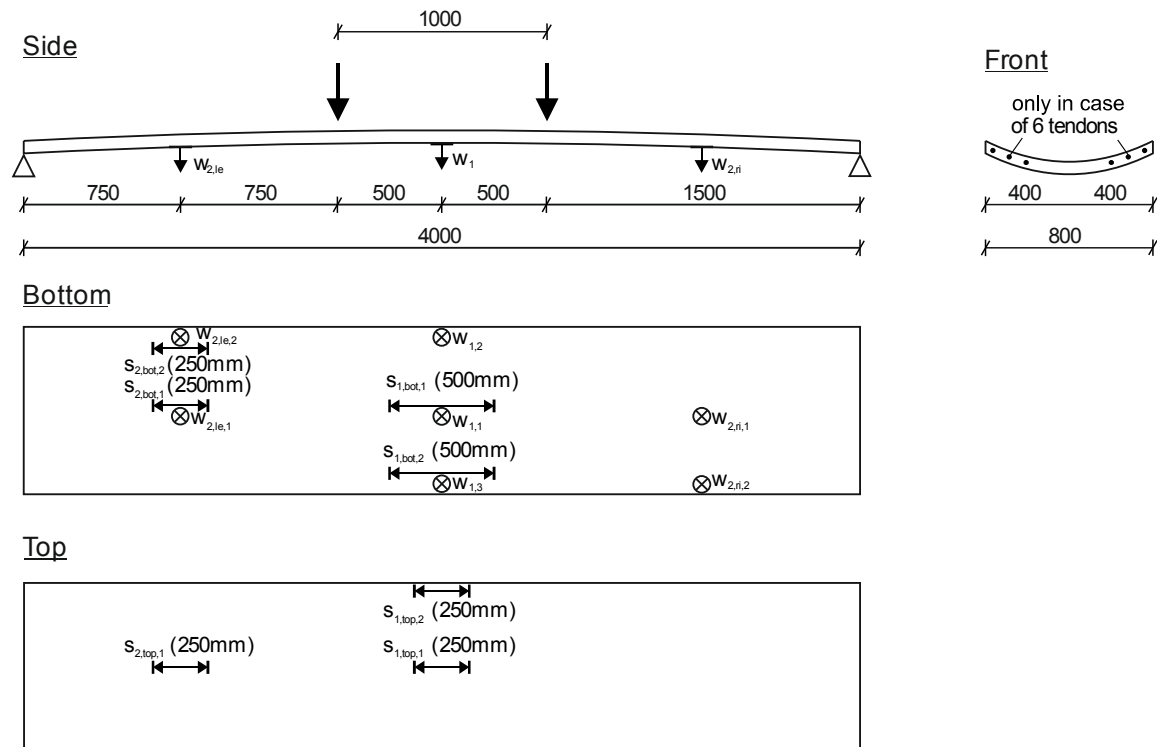 1000
Side
Front
only in case
of 6 tendons
w2,le
w1
w2,ri
750 750 500 500 1500
400 400
4000
800
Bottom
w2,le,2
w1,2
s2,bot,2 (250mm)
s2,bot,1 (250mm)
s1,bot,1 (500mm)
w2,le,1
w1,1
w2,ri,1
s1,bot,2 (500mm)
w1,3
w2,ri,2
Top
s1,top,2 (250mm)
s2,top,1 (250mm)
s1,top,1 (250mm)